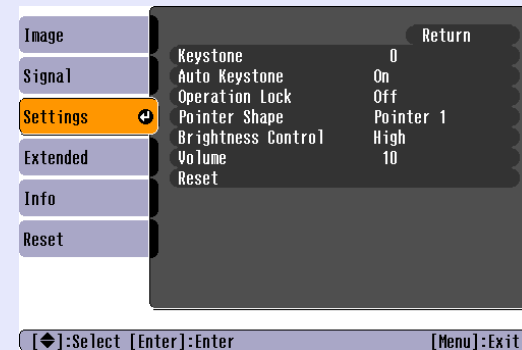 Image
Signal
Settings
Extended
Info
Reset
Return
Keystone 0
Auto Keystone On
Operation Lock Off
Pointer Shape Pointer 1
Brightness Control High
Volume 10
Reset
[◆]:Select [Enter]:Enter [Menu]:Exit